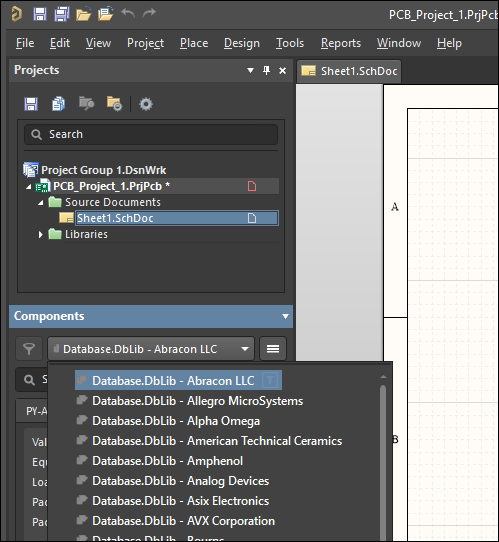 PCB_Project_1.PrjPcb
File Edit View Project Place Design Tools Reports Window Help
Projects
Sheet1.SchDoc
Search
Project Group 1.DsnWrk
PCB_Project_1.PrjPcb *
Source Documents
Sheet1.SchDoc
Libraries
A
Components
Database.DbLib - Abracon LLC
S
Database.DbLib - Abracon LLC
Database.DbLib - Allegro MicroSystems
PY-A
Database.DbLib - Alpha Omega
Val
Database.DbLib - American Technical Ceramics
B
Equ
Database.DbLib - Amphenol
Loa
Database.DbLib - Analog Devices
Pac
Database.DbLib - Asix Electronics
Pac
Database.DbLib - AVX Corporation
Database.DbLib - Bourns